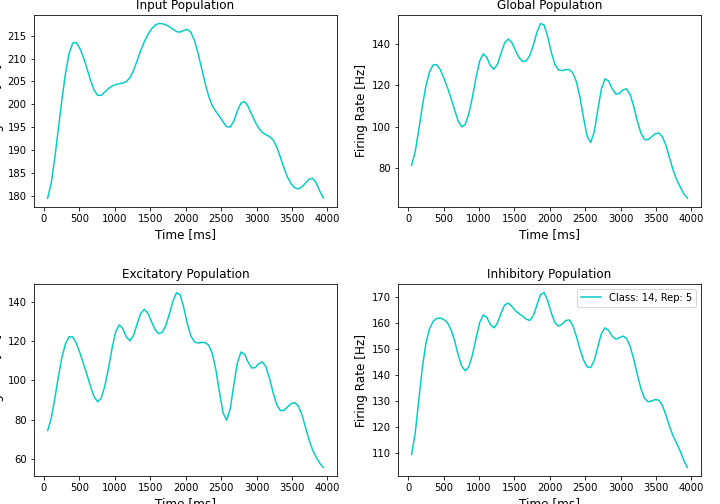 Input Population
215
210
205
200
195
190
185
180
0 500 1000 1500 2000 2500 3000 3500 4000
Time [ms]
Global Population
Firing Rate [Hz]
140
120
100
80
0 500 1000 1500 2000 2500 3000 3500 4000
Time [ms]
Excitatory Population
140
120
100
80
60
0 500 1000 1500 2000 2500 3000 3500 4000
Time [ms]
Inhibitory Population
Class: 14, Rep: 5
Firing Rate [Hz]
170
160
150
140
130
120
110
0 500 1000 1500 2000 2500 3000 3500 4000
Time [ms]